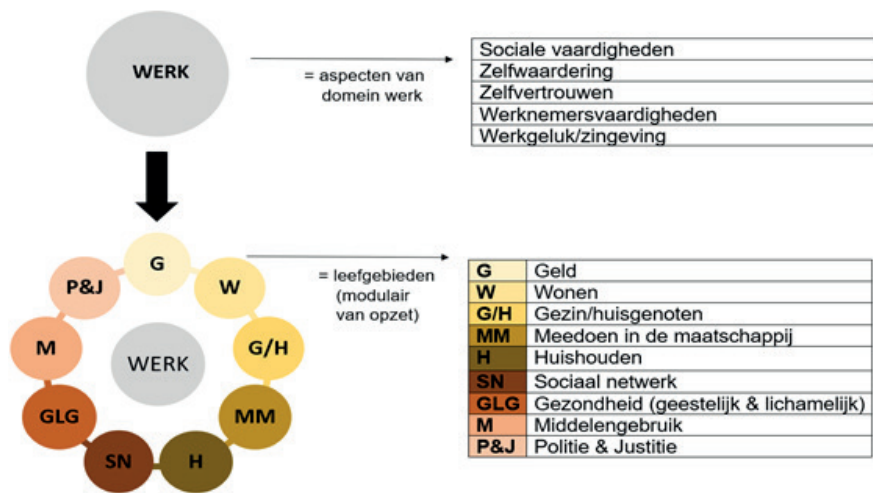 WERK
= aspecten van
domein werk
Sociale vaardigheden
Zelfwaardering
Zelfvertrouwen
Werknemersvaardigheden
Werkgeluk/zingeving
G
W
G/H
MM
H
SN
GLG
M
P&J
WERK
= leefgebieden
(modulair
van opzet)
G Geld
W Wonen
G/H Gezin/huisgenoten
MM Meedoen in de maatschappij
H Huishouden
SN Sociaal netwerk
GLG Gezondheid (geestelijk & lichamelijk)
M Middelengebruik
P&J Politie & Justitie